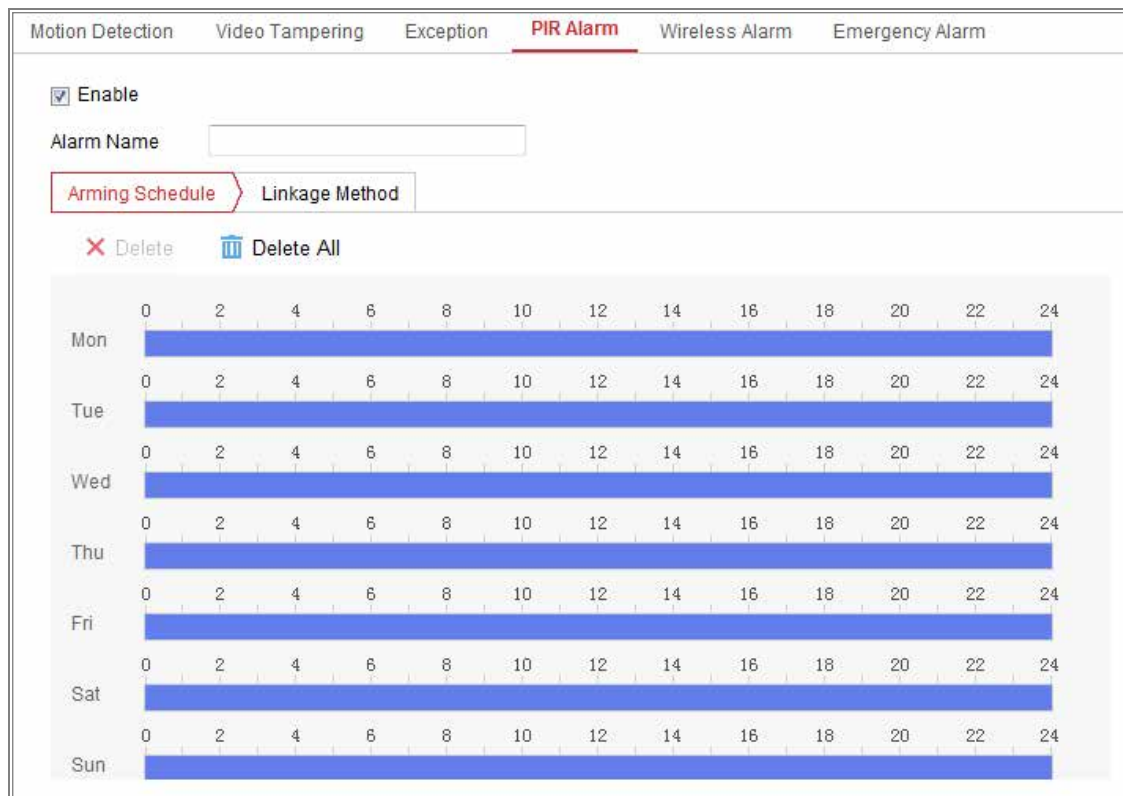 Motion Detection Video Tampering Exception PIR Alarm Wireless Alarm Emergency Alarm
Enable
Alarm Name
Arming Schedule Linkage Method
Delete Delete All
0 2 4 6 8 10 12 14 16 18 20 22 24
Mon
0 2 4 6 8 10 12 14 16 18 20 22 24
Tue
0 2 4 6 8 10 12 14 16 18 20 22 24
Wed
0 2 4 6 8 10 12 14 16 18 20 22 24
Thu
0 2 4 6 8 10 12 14 16 18 20 22 24
Fri
0 2 4 6 8 10 12 14 16 18 20 22 24
Sat
0 2 4 6 8 10 12 14 16 18 20 22 24
Sun